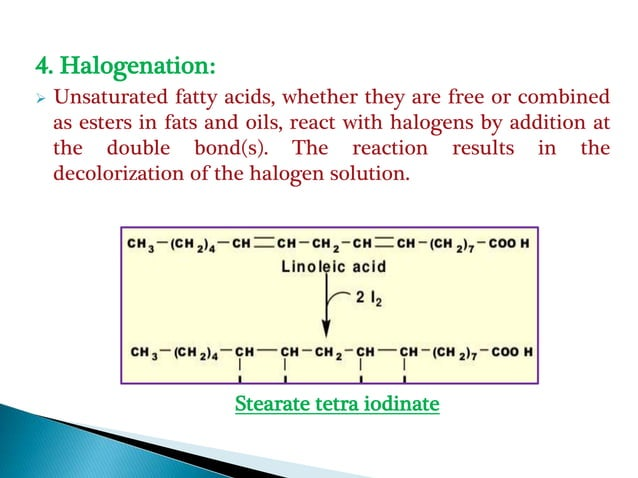 4. Halogenation:
➢ Unsaturated fatty acids, whether they are free or combined
as esters in fats and oils, react with halogens by addition at
the double bond(s). The reaction results in the
decolorization of the halogen solution.
CH3—(CH2)4—CH═CH—CH2—CH═CH—(CH2)7—COO H
Linoleic acid
2 I2
CH3—(CH2)4—CH—CH—CH2—CH—CH—(CH2)7—COO H
I I I I
Stearate tetra iodinate